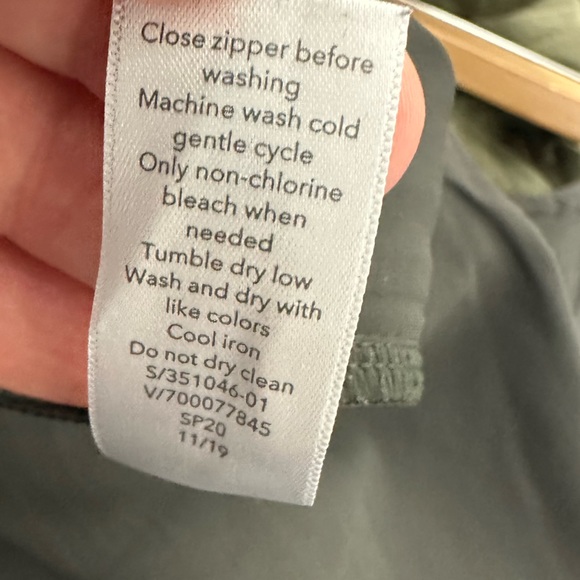 Close zipper before
washing
Machine wash cold
gentle cycle
Only non-chlorine
bleach when
needed
Tumble dry low
Wash and dry with
like colors
Cool iron
Do not dry clean
S/351046-01
V/700077845
SP20
11/19